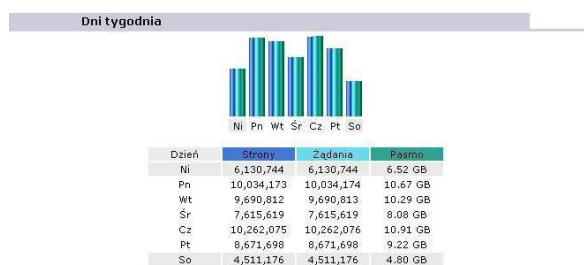 Dni tygodnia
Ni Pn Wt Śr Cz Pt So
Dzień Strony Żądania Pasmo
Ni 6,130,744 6,130,744 6.52 GB
Pn 10,034,173 10,034,174 10.67 GB
Wt 9,690,812 9,690,813 10.29 GB
Śr 7,615,619 7,615,619 8.08 GB
Cz 10,262,075 10,262,076 10.91 GB
Pt 8,671,698 8,671,698 9.22 GB
So 4,511,176 4,511,176 4.80 GB